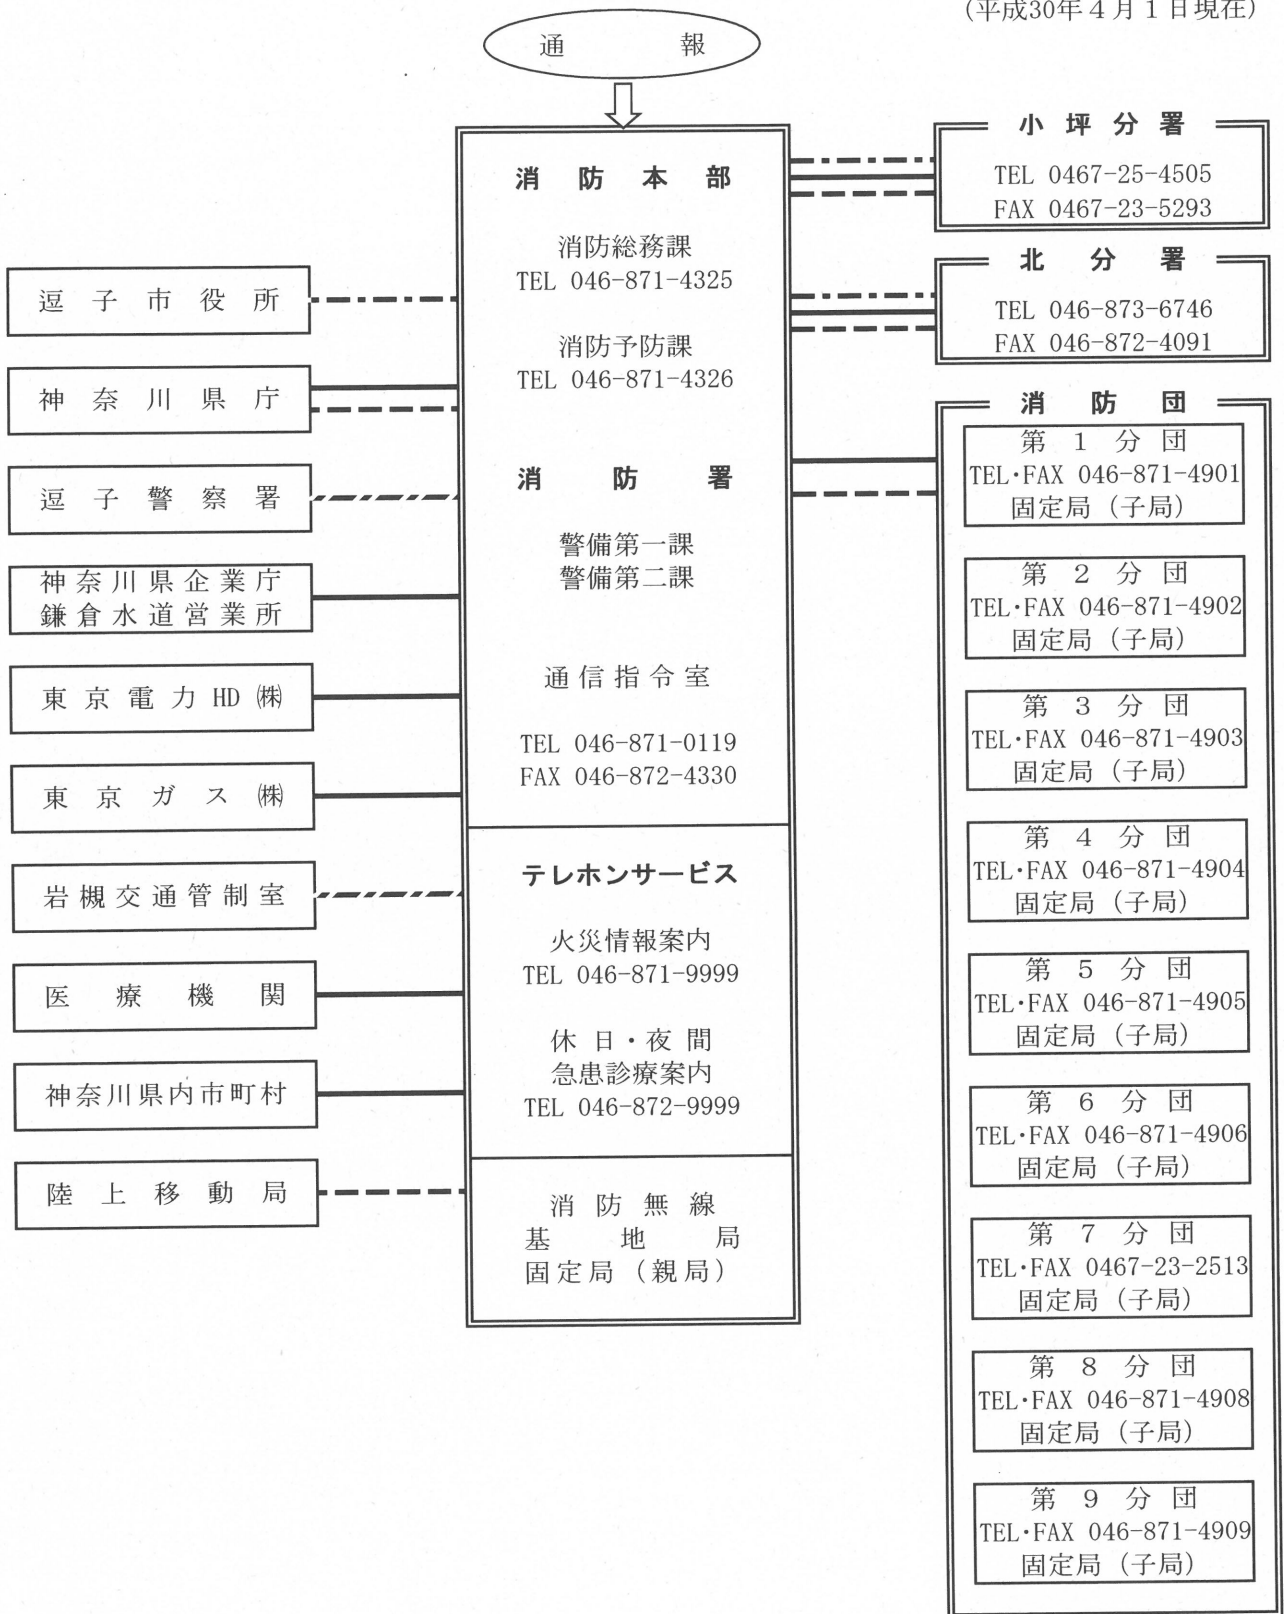 (平成30年4月1日現在)
通報
消防本部
消防総務課
TEL 046-871-4325
消防予防課
TEL 046-871-4326
消防署
警備第一課
警備第二課
通信指令室
TEL 046-871-0119
FAX 046-872-4330
テレホンサービス
火災情報案内
TEL 046-871-9999
休日・夜間
急患診療案内
TEL 046-872-9999
消防無線
基地局
固定局(親局)
逗子市役所
神奈川県庁
逗子警察署
神奈川県企業庁
鎌倉水道営業所
東京電力HD㈱
東京ガス㈱
岩槻交通管制室
医療機関
神奈川県内市町村
陸上移動局
小坪分署
TEL 0467-25-4505
FAX 0467-23-5293
北分署
TEL 046-873-6746
FAX 046-872-4091
消防団
第1分団
TEL・FAX 046-871-4901
固定局(子局)
第2分団
TEL・FAX 046-871-4902
固定局(子局)
第3分団
TEL・FAX 046-871-4903
固定局(子局)
第4分団
TEL・FAX 046-871-4904
固定局(子局)
第5分団
TEL・FAX 046-871-4905
固定局(子局)
第6分団
TEL・FAX 046-871-4906
固定局(子局)
第7分団
TEL・FAX 0467-23-2513
固定局(子局)
第8分団
TEL・FAX 046-871-4908
固定局(子局)
第9分団
TEL・FAX 046-871-4909
固定局(子局)